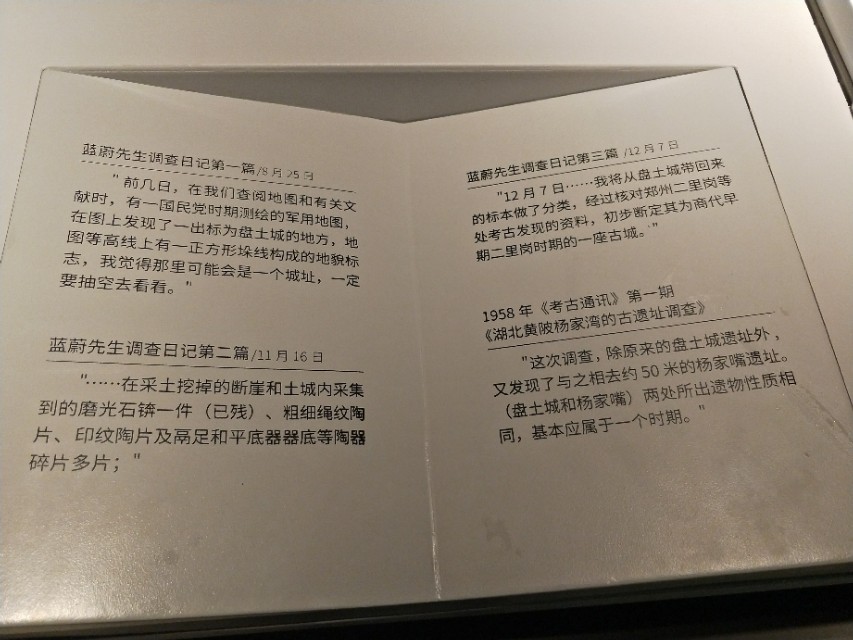 蓝蔚先生调查日记第一篇/8月25日
"前几日，在我们查阅地图和有关文
献时，有一国民党时期测绘的军用地图，
在图上发现了一出标为盘土城的地方，地
图等高线上有一正方形垛线构成的地貌标
志，我觉得那里可能会是一个城址，一定
要抽空去看看。"
蓝蔚先生调查日记第二篇/11月16日
"……在采土挖掉的断崖和土城内采集
到的磨光石锛一件（已残）、粗细绳纹陶
片、印纹陶片及鬲足和平底器器底等陶器
碎片多片；"
蓝蔚先生调查日记第三篇/12月7日
"12月7日……我将从盘土城带回来
的标本做了分类，经过核对郑州二里岗等
处考古发现的资料，初步断定其为商代早
期二里岗时期的一座古城。"
1958年《考古通讯》第一期
《湖北黄陂杨家湾的古遗址调查》
"这次调查，除原来的盘土城遗址外，
又发现了与之相去约50米的杨家嘴遗址。
（盘土城和杨家嘴）两处所出遗物性质相
同，基本应属于一个时期。"